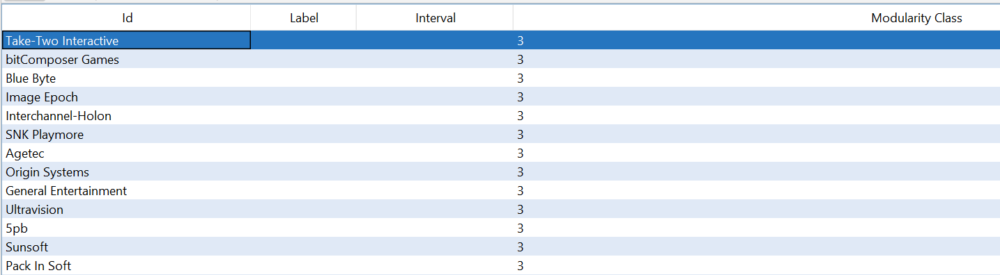 Id Label Interval Modularity Class
Take-Two Interactive 3
bitComposer Games 3
Blue Byte 3
Image Epoch 3
Interchannel-Holon 3
SNK Playmore 3
Agetec 3
Origin Systems 3
General Entertainment 3
Ultravision 3
5pb 3
Sunsoft 3
Pack In Soft 3